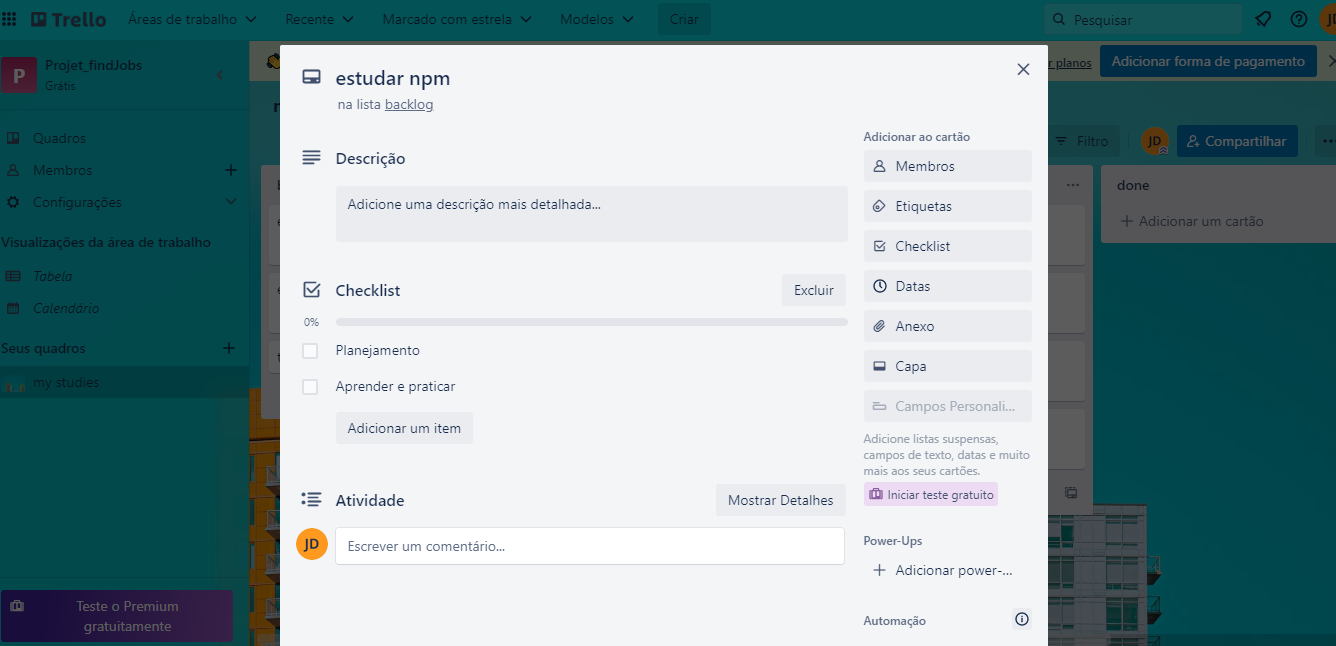 Trello
Áreas de trabalho
Recente
Marcado com estrela
Modelos
Criar
Pesquisar
P
Projet_findJobs
Grátis
Quadros
Membros
Configurações
Visualizações da área de trabalho
Tabela
Calendário
Seus quadros
my studies
Teste o Premium
gratuitamente
estudar npm
na lista backlog
Descrição
Adicione uma descrição mais detalhada...
Checklist
Excluir
0%
Planejamento
Aprender e praticar
Adicionar um item
Atividade
Mostrar Detalhes
JD
Escrever um comentário...
Adicionar ao cartão
Membros
Etiquetas
Checklist
Datas
Anexo
Capa
Campos Personali...
Adicione listas suspensas,
campos de texto, datas e muito
mais aos seus cartões.
Iniciar teste gratuito
Power-Ups
Adicionar power-...
Automação
planos
Adicionar forma de pagamento
Filtro
JD
Compartilhar
done
Adicionar um cartão